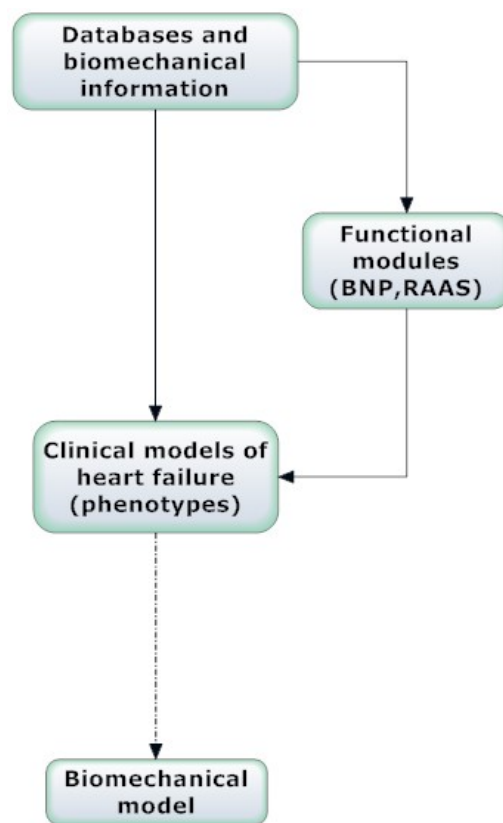 Databases and
biomechanical
information
Functional
modules
(BNP,RAAS)
Clinical models of
heart failure
(phenotypes)
Biomechanical
model